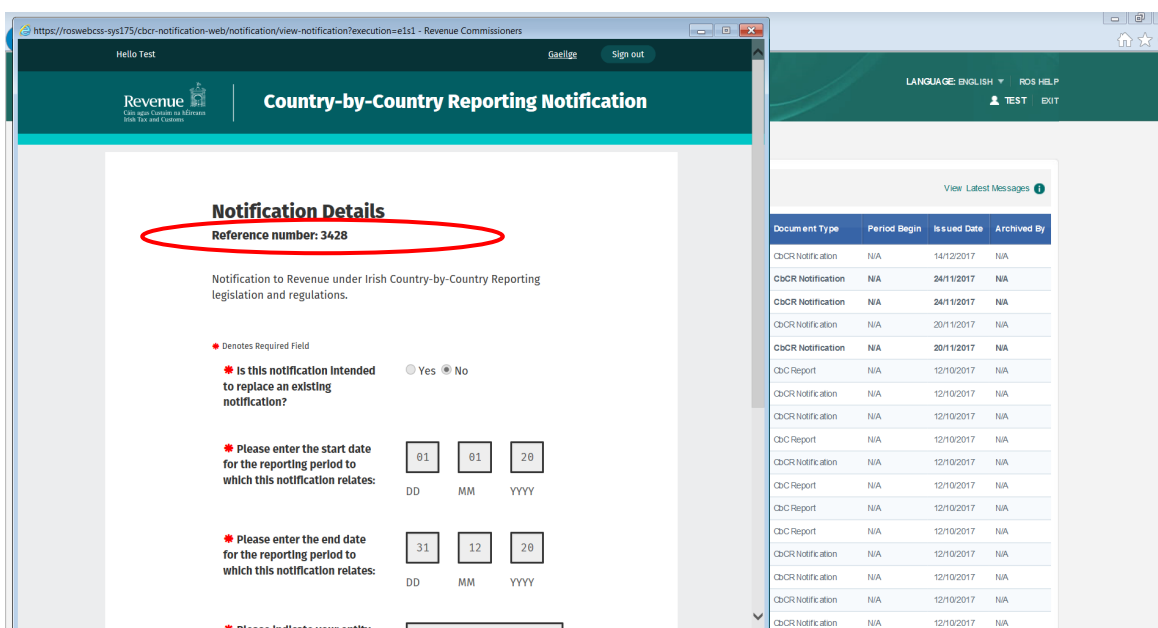 https://roswebcss-sys175/cbcr-notification-web/notification/view-notification?execution=e1s1 - Revenue Commissioners
Hello Test
Gaeilge
Sign out
Revenue
Cáin agus Custaim na hÉireann
Irish Tax and Customs
Country-by-Country Reporting Notification
Notification Details
Reference number: 3428
Notification to Revenue under Irish Country-by-Country Reporting
legislation and regulations.
Denotes Required Field
Is this notification intended
to replace an existing
notification?
Yes No
Please enter the start date
for the reporting period to
which this notification relates:
01 01 20
DD MM YYYY
Please enter the end date
for the reporting period to
which this notification relates:
31 12 20
DD MM YYYY
Please indicate your entity
LANGUAGE: ENGLISH ROS HELP
TEST EXIT
View Latest Messages
Document Type Period Begin Issued Date Archived By
CbCR Notification N/A 14/12/2017 N/A
CbCR Notification N/A 24/11/2017 N/A
CbCR Notification N/A 24/11/2017 N/A
CbCR Notification N/A 20/11/2017 N/A
CbCR Notification N/A 20/11/2017 N/A
CbC Report N/A 12/10/2017 N/A
CbCR Notification N/A 12/10/2017 N/A
CbCR Notification N/A 12/10/2017 N/A
CbC Report N/A 12/10/2017 N/A
CbCR Notification N/A 12/10/2017 N/A
CbC Report N/A 12/10/2017 N/A
CbC Report N/A 12/10/2017 N/A
CbC Report N/A 12/10/2017 N/A
CbCR Notification N/A 12/10/2017 N/A
CbCR Notification N/A 12/10/2017 N/A
CbCR Notification N/A 12/10/2017 N/A
CbCR Notification N/A 12/10/2017 N/A